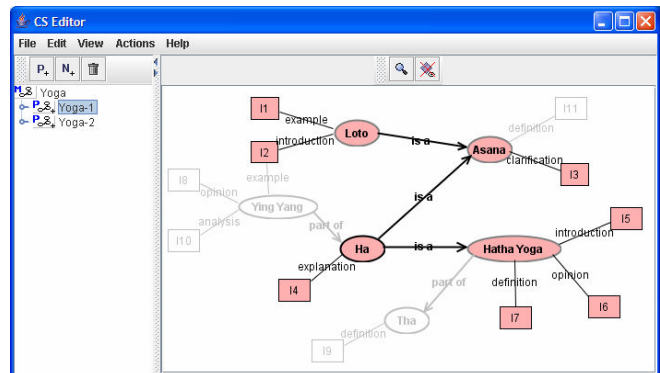 CS Editor
File Edit View Actions Help
P+ N+
M Yoga
P+ Yoga-1
P+ Yoga-2
I1
example
Loto
I11
definition
introduction
is a
Asana
I2
clarification
I3
I8
opinion
example
is a
Ying Yang
analysis
I10
part of
I5
introduction
Ha
is a
Hatha Yoga
explanation
opinion
I4
part of
definition
I6
Tha
I7
definition
I9